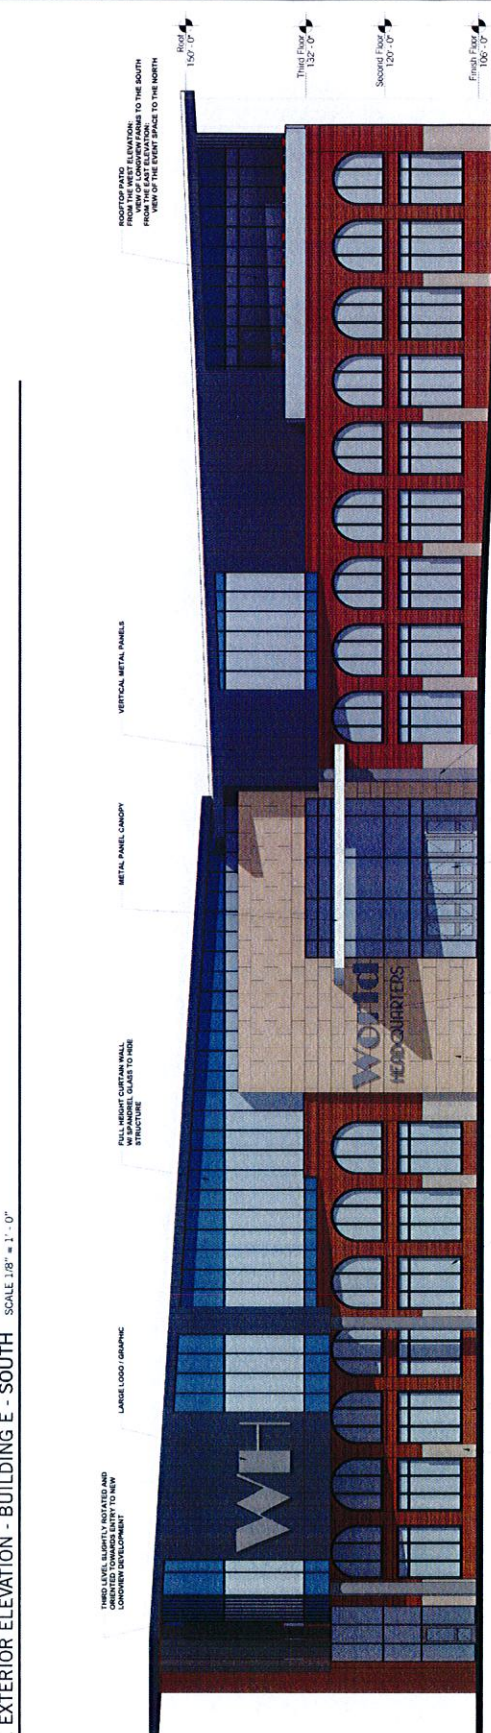 EXTERIOR ELEVATION - BUILDING E - SOUTH SCALE 1/8" = 1' - 0"
THIRD LEVEL SLIGHTLY ROTATED AND
ORIENTED TOWARDS ENTRY TO NEW
LONGVIEW DEVELOPMENT
LARGE LOGO / GRAPHIC
FULL HEIGHT CURTAIN WALL
W/ SPANDREL GLASS TO HIDE
STRUCTURE
METAL PANEL CANOPY
VERTICAL METAL PANELS
ROOFTOP PATIO
FROM THE WEST ELEVATION:
VIEW OF LONGVIEW FARMS TO THE SOUTH
FROM THE EAST ELEVATION:
VIEW OF THE EVENT SPACE TO THE NORTH
Roof
150' - 0"
Third Floor
132' - 0"
Second Floor
120' - 0"
Finish Floor
106' - 0"
WH
World
HEADQUARTERS